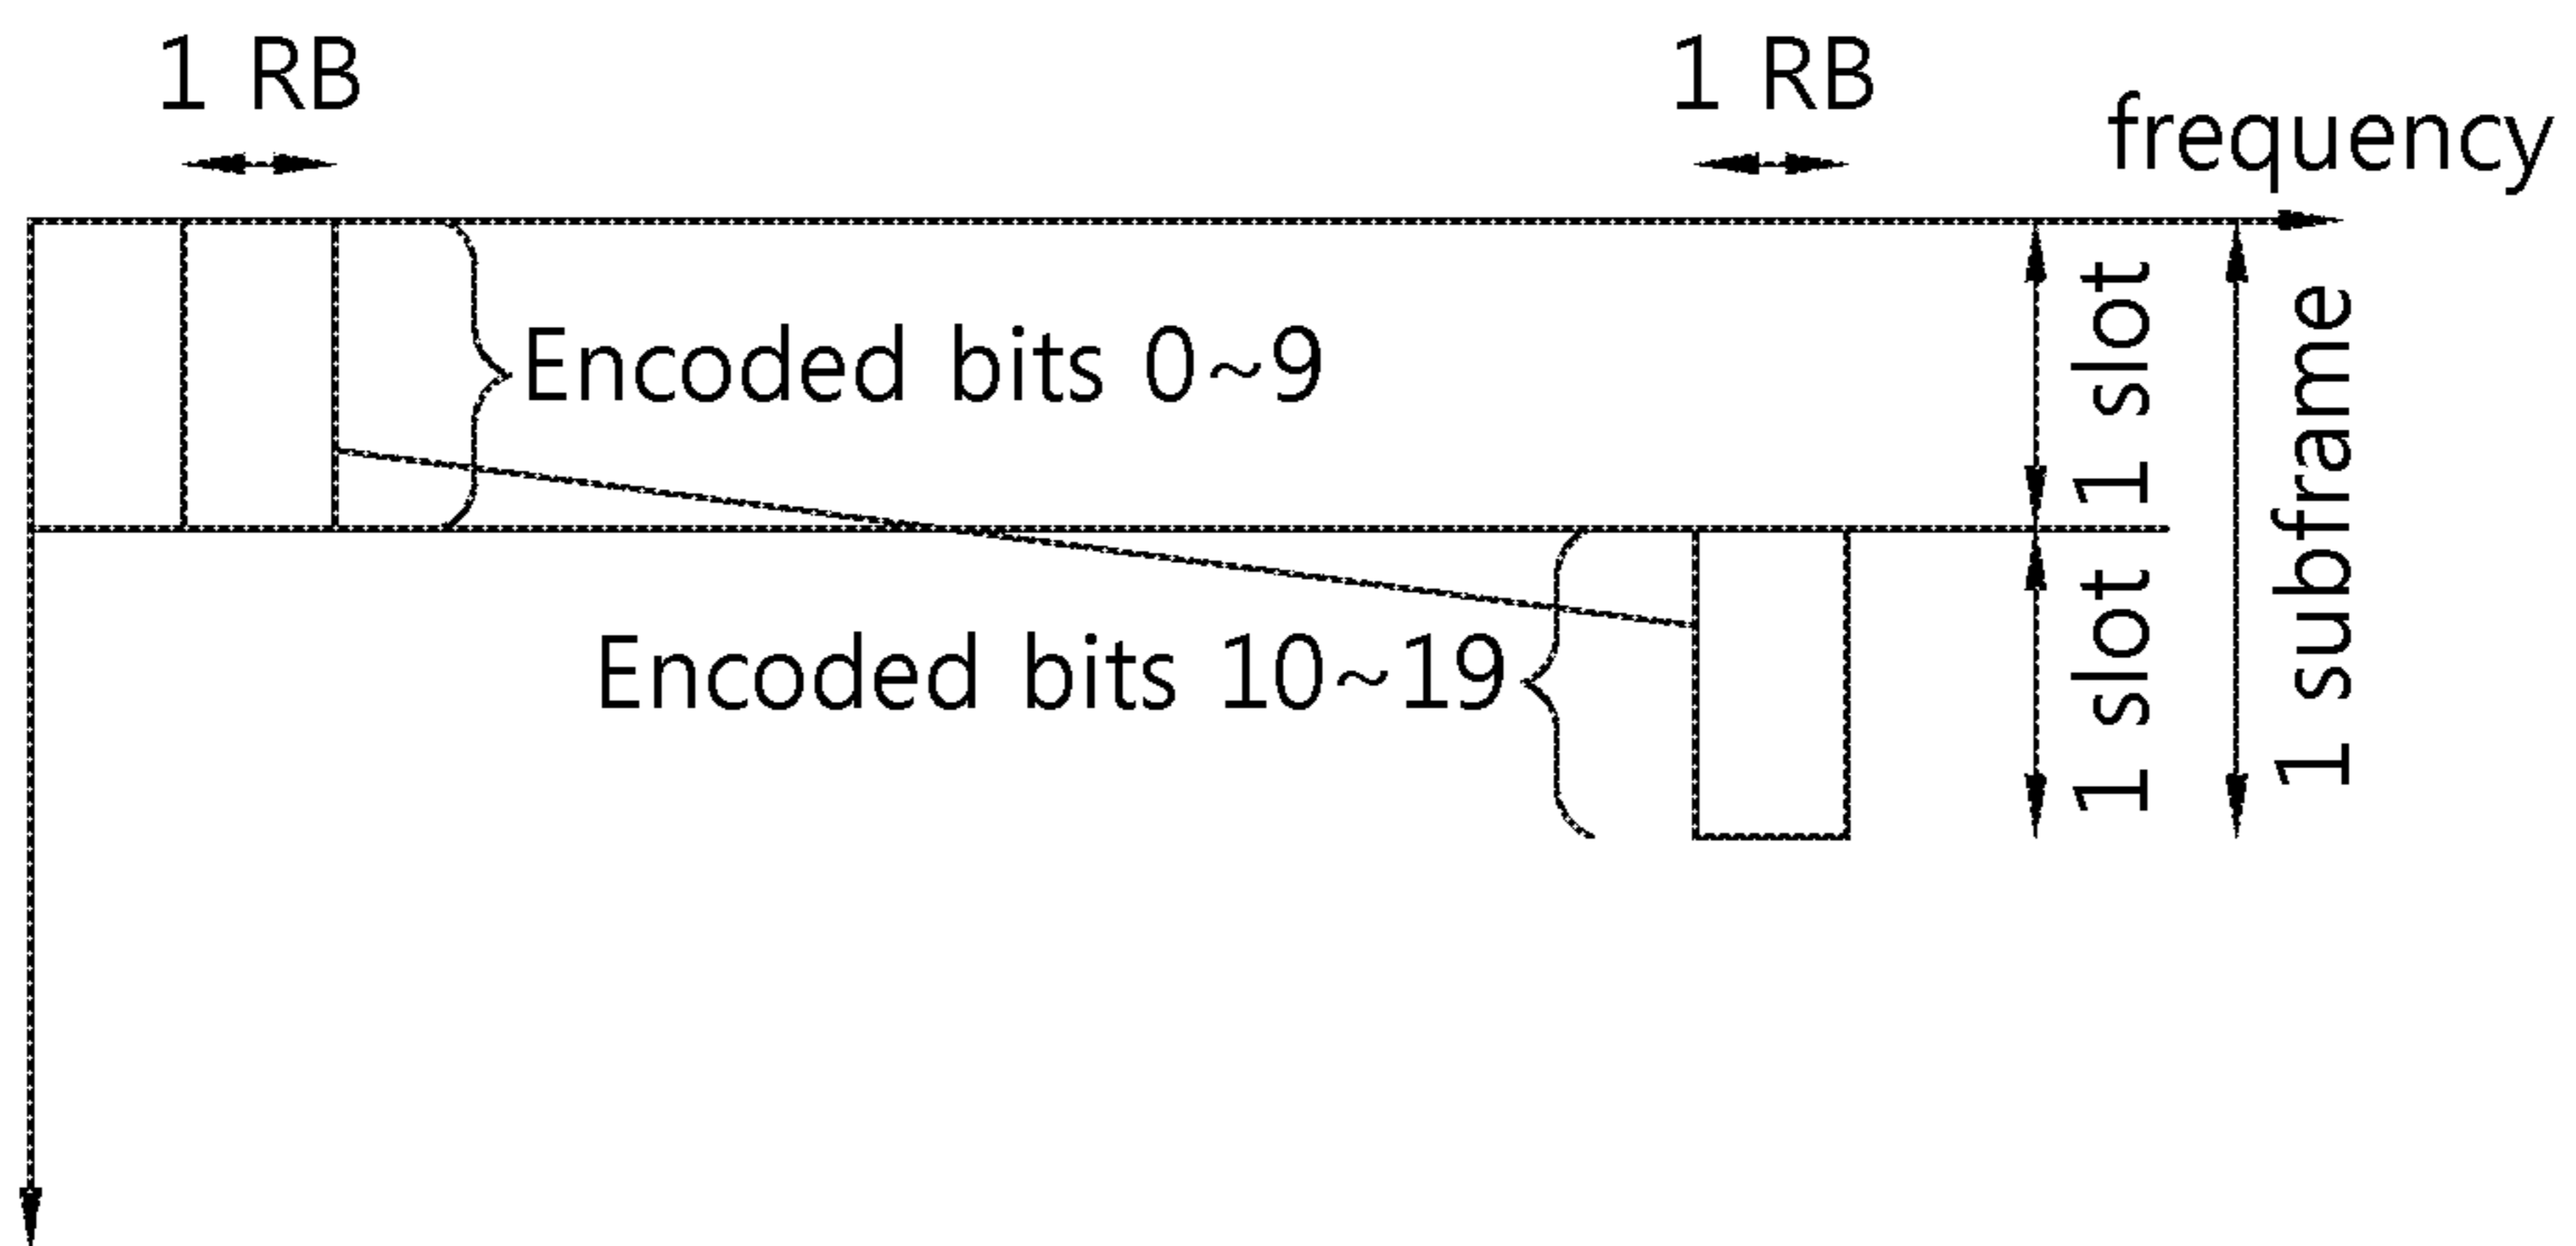 1 RB
1 RB
frequency
Encoded bits 0~9
1 slot
1 subframe
Encoded bits 10~19
1 slot